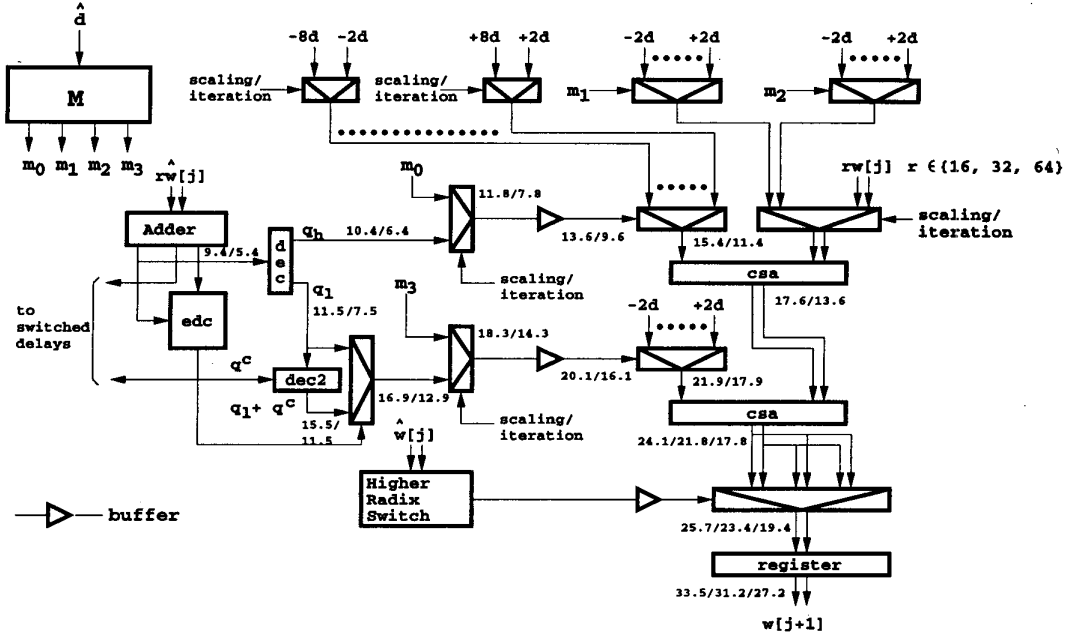 d̂
-8d -2d
+8d +2d
-2d +2d
-2d +2d
M
scaling/
iteration
scaling/
iteration
m1
m2
m0 m1 m2 m3
rŵ[j]
m0
rw[j] r ∈{16, 32, 64}
Adder
9.4/5.4
dec
qh
10.4/6.4
11.8/7.8
13.6/9.6
15.4/11.4
scaling/
iteration
csa
17.6/13.6
scaling/
iteration
q1
11.5/7.5
m3
to
switched
delays
edc
-2d +2d
18.3/14.3
20.1/16.1
21.9/17.9
qc
dec2
16.9/12.9
q1+ qc
15.5/
11.5
scaling/
iteration
csa
24.1/21.8/17.8
ŵ[j]
Higher
Radix
Switch
buffer
25.7/23.4/19.4
register
33.5/31.2/27.2
w[j+1]